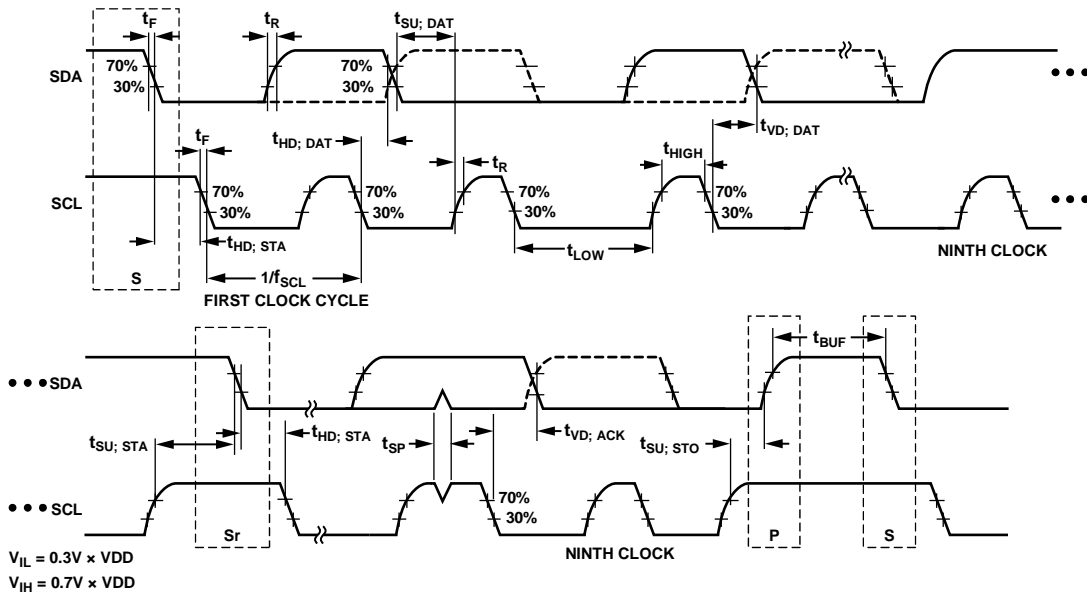 tF
tR
tSU; DAT
SDA
70%
30%
70%
30%
•••
tHD; DAT
tVD; DAT
tF
tR
tHIGH
SCL
70%
30%
70%
30%
70%
30%
70%
30%
•••
tHD; STA
tLOW
NINTH CLOCK
S
1/fSCL
FIRST CLOCK CYCLE
tBUF
•••SDA
tSU; STA
tHD; STA
tSP
tVD; ACK
tSU; STO
•••SCL
70%
30%
Sr
NINTH CLOCK
P
S
VIL = 0.3V × VDD
VIH = 0.7V × VDD